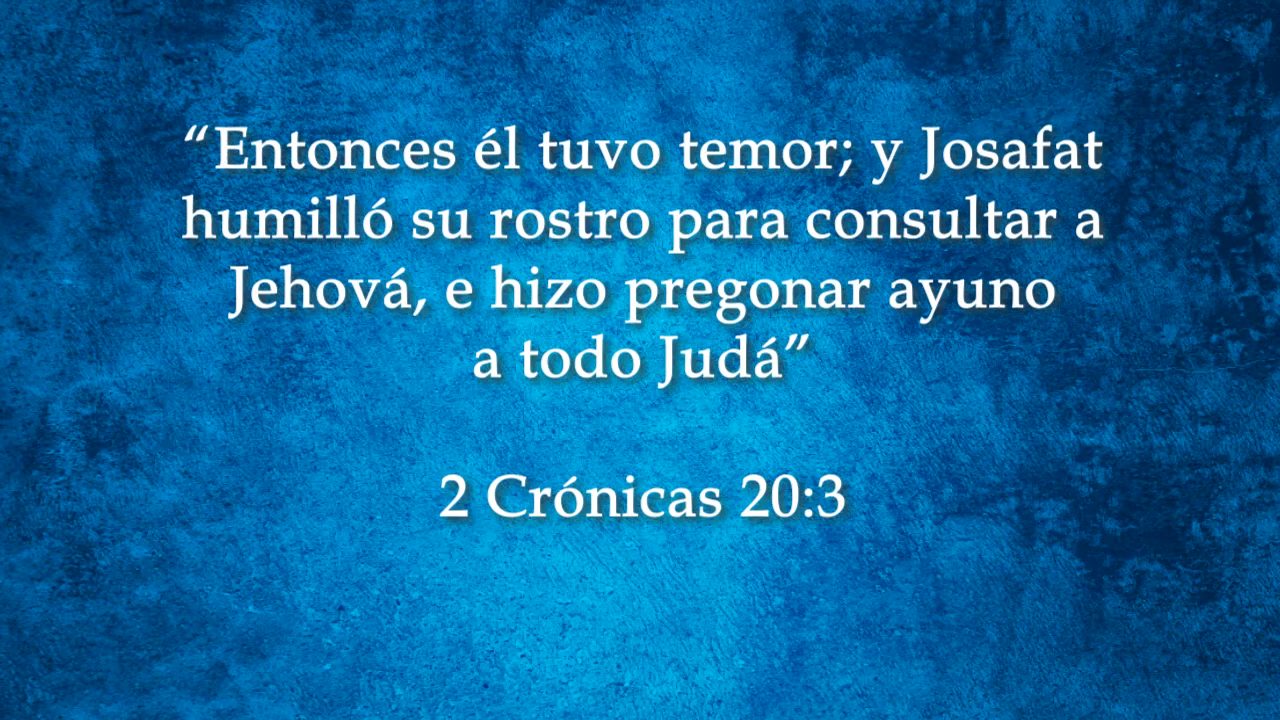 “Entonces él tuvo temor; y Josafat
humilló su rostro para consultar a
Jehová, e hizo pregonar ayuno
a todo Judá”
2 Crónicas 20:3